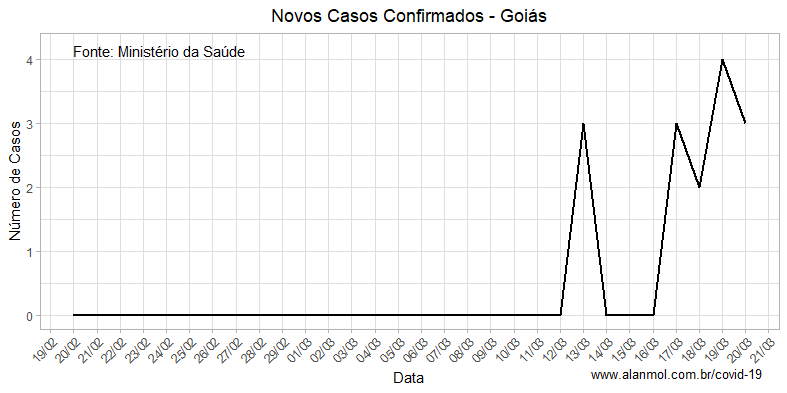 Novos Casos Confirmados - Goiás
Fonte: Ministério da Saúde
Número de Casos
4
3
2
1
0
19/02 20/02 21/02 22/02 23/02 24/02 25/02 26/02 27/02 28/02 29/02 01/03 02/03 03/03 04/03 05/03 06/03 07/03 08/03 09/03 10/03 11/03 12/03 13/03 14/03 15/03 16/03 17/03 18/03 19/03 20/03 21/03
Data
www.alanmol.com.br/covid-19